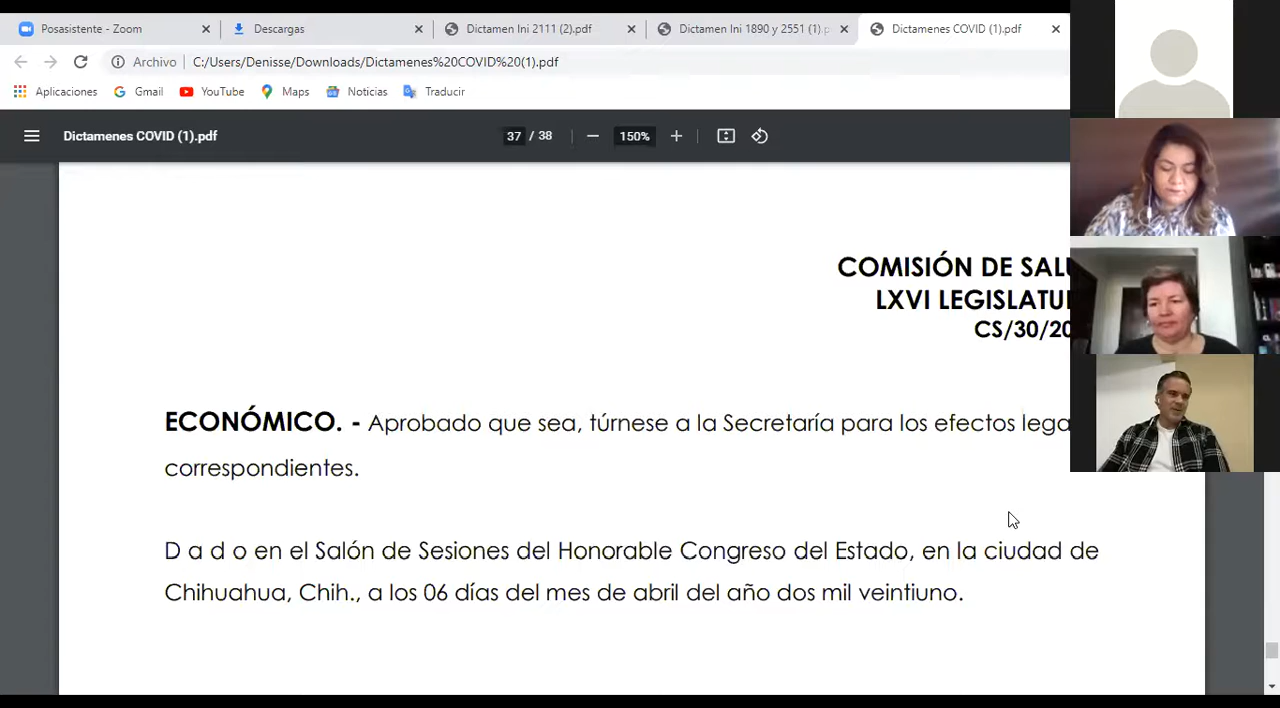 Posasistente - Zoom
Descargas
Dictamen Ini 2111 (2).pdf
Dictamen Ini 1890 y 2551 (1).p
Dictamenes COVID (1).pdf
Archivo
C:/Users/Denisse/Downloads/Dictamenes%20COVID%20(1).pdf
Aplicaciones
Gmail
YouTube
Maps
Noticias
Traducir
Dictamenes COVID (1).pdf
37 / 38
150%
COMISIÓN DE SALU
LXVI LEGISLATU
CS/30/20
ECONÓMICO. - Aprobado que sea, túrnese a la Secretaría para los efectos lega
correspondientes.
D a d o en el Salón de Sesiones del Honorable Congreso del Estado, en la ciudad de
Chihuahua, Chih., a los 06 días del mes de abril del año dos mil veintiuno.